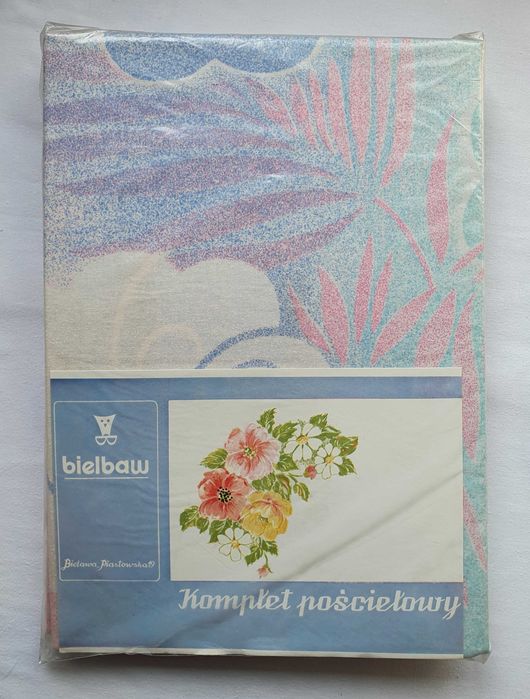 bielbaw
Bielawa, Piastowska 19
Komplet pościelowy